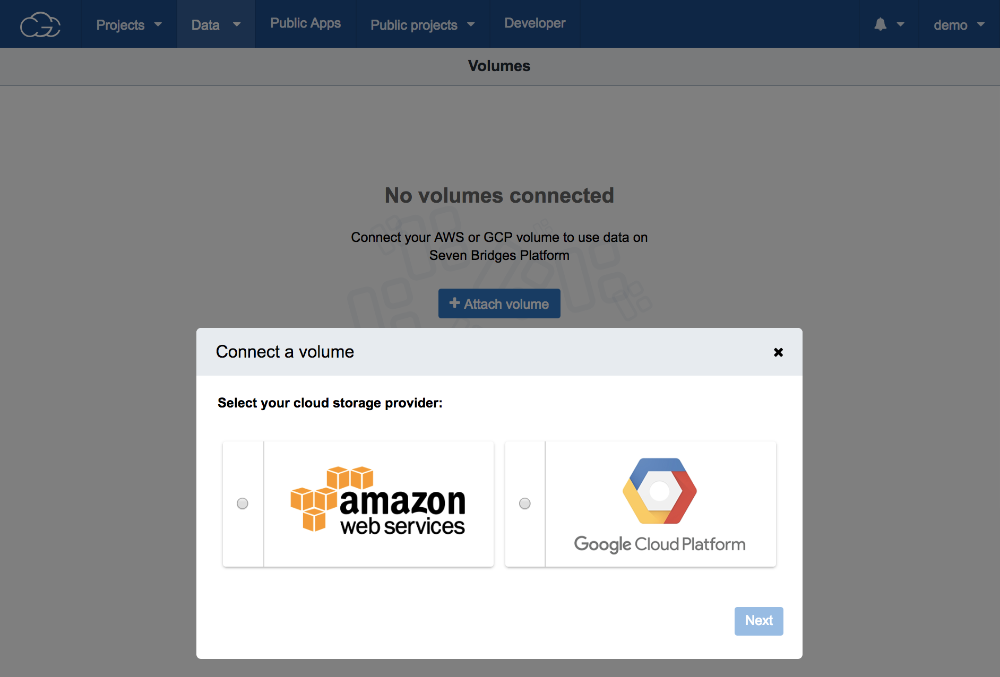 Projects
Data
Public Apps
Public projects
Developer
demo
Volumes
No volumes connected
Connect your AWS or GCP volume to use data on
Seven Bridges Platform
Attach volume
Connect a volume
Select your cloud storage provider:
amazon
web services
Google Cloud Platform
Next